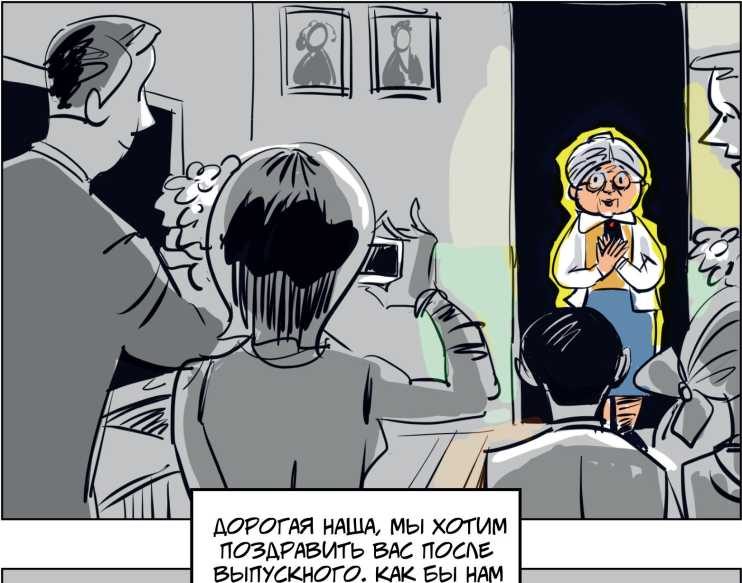 ДОРОГАЯ НАША, МЫ ХОТИМ
ПОЗДРАВИТЬ ВАС ПОСЛЕ
ВЫПУСКНОГО. КАК БЫ НАМ